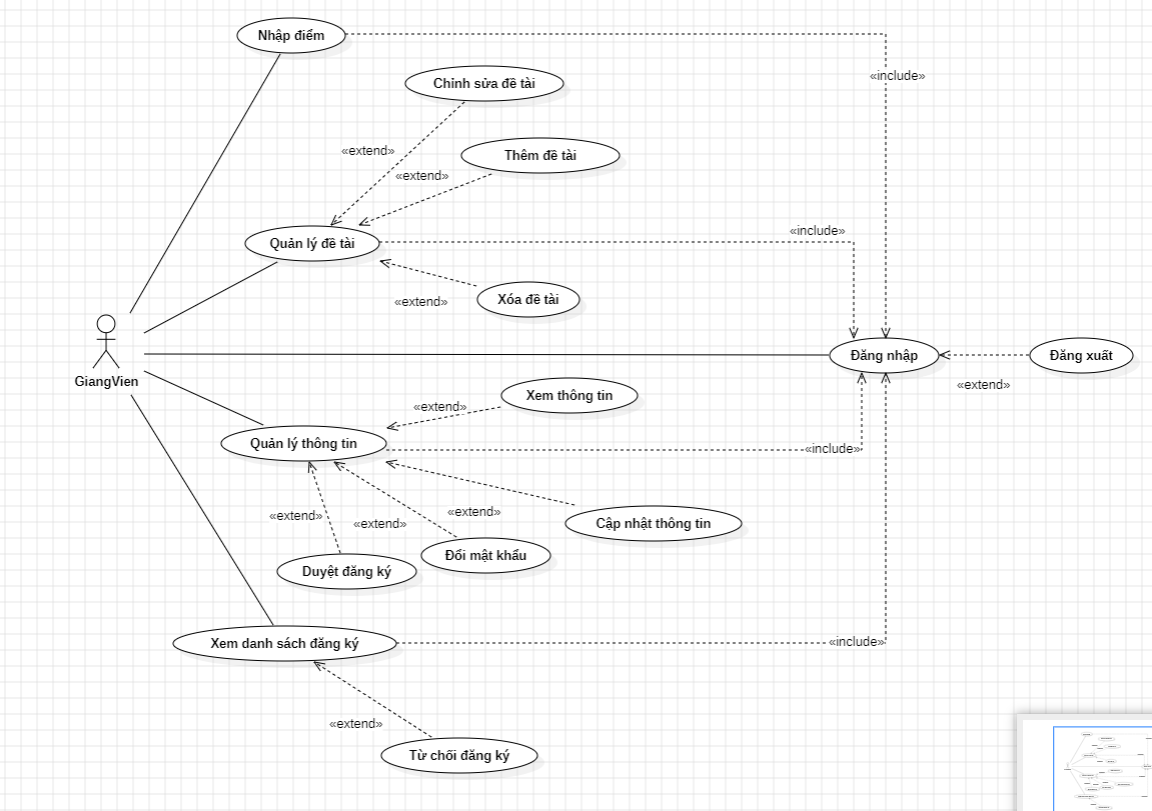 Nhập điểm
«include»
Chỉnh sửa đề tài
«extend»
Thêm đề tài
«extend»
Quản lý đề tài
«include»
Xóa đề tài
«extend»
GiangVien
Đăng nhập
Đăng xuất
«extend»
Xem thông tin
«extend»
Quản lý thông tin
«include»
«extend»
«extend»
«extend»
Cập nhật thông tin
Đổi mật khẩu
Duyệt đăng ký
Xem danh sách đăng ký
«include»
«extend»
Từ chối đăng ký